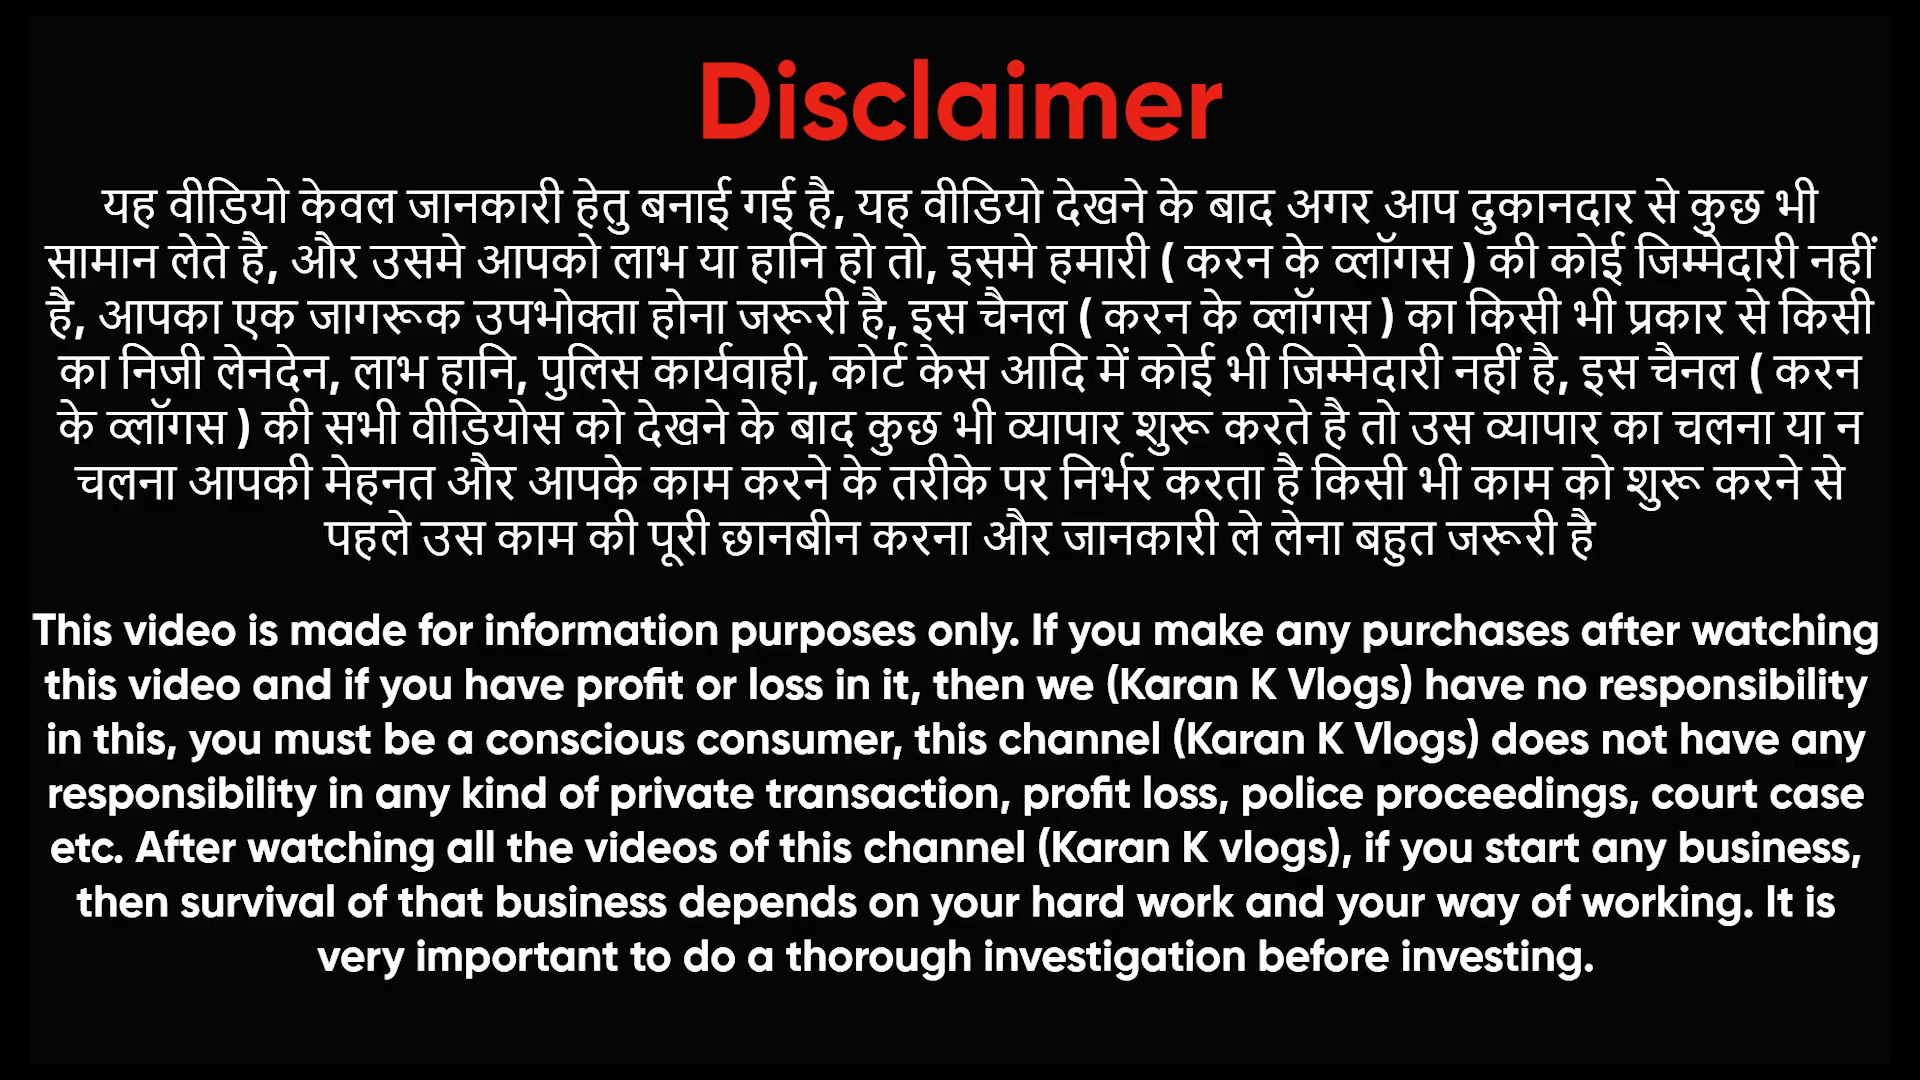 Disclaimer
यह वीडियो केवल जानकारी हेतु बनाई गई है, यह वीडियो देखने के बाद अगर आप दुकानदार से कुछ भी
सामान लेते है, और उसमे आपको लाभ या हानि हो तो, इसमे हमारी ( करन के व्लॉगस ) की कोई जिम्मेदारी नहीं
है, आपका एक जागरूक उपभोक्ता होना जरूरी है, इस चैनल ( करन के व्लॉगस ) का किसी भी प्रकार से किसी
का निजी लेनदेन, लाभ हानि, पुलिस कार्यवाही, कोर्ट केस आदि में कोई भी जिम्मेदारी नहीं है, इस चैनल ( करन
के व्लॉगस ) की सभी वीडियोस को देखने के बाद कुछ भी व्यापार शुरू करते है तो उस व्यापार का चलना या न
चलना आपकी मेहनत और आपके काम करने के तरीके पर निर्भर करता है किसी भी काम को शुरू करने से
पहले उस काम की पूरी छानबीन करना और जानकारी ले लेना बहुत जरूरी है
This video is made for information purposes only. If you make any purchases after watching
this video and if you have profit or loss in it, then we (Karan K Vlogs) have no responsibility
in this, you must be a conscious consumer, this channel (Karan K Vlogs) does not have any
responsibility in any kind of private transaction, profit loss, police proceedings, court case
etc. After watching all the videos of this channel (Karan K vlogs), if you start any business,
then survival of that business depends on your hard work and your way of working. It is
very important to do a thorough investigation before investing.